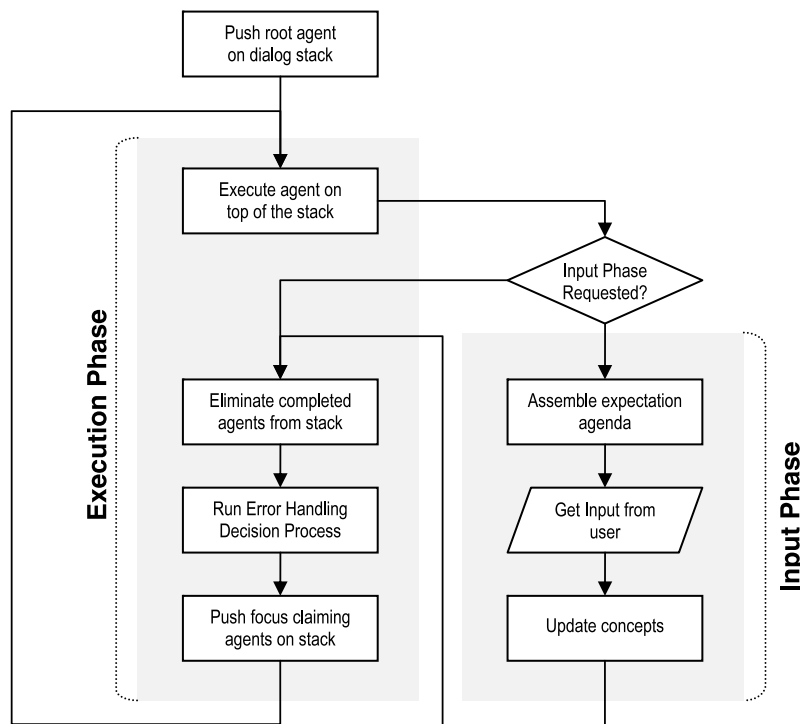 Push root agent
on dialog stack
Execution Phase
Execute agent on
top of the stack
Input Phase
Requested?
Eliminate completed
agents from stack
Assemble expectation
agenda
Run Error Handling
Decision Process
Get Input from
user
Push focus claiming
agents on stack
Update concepts
Input Phase